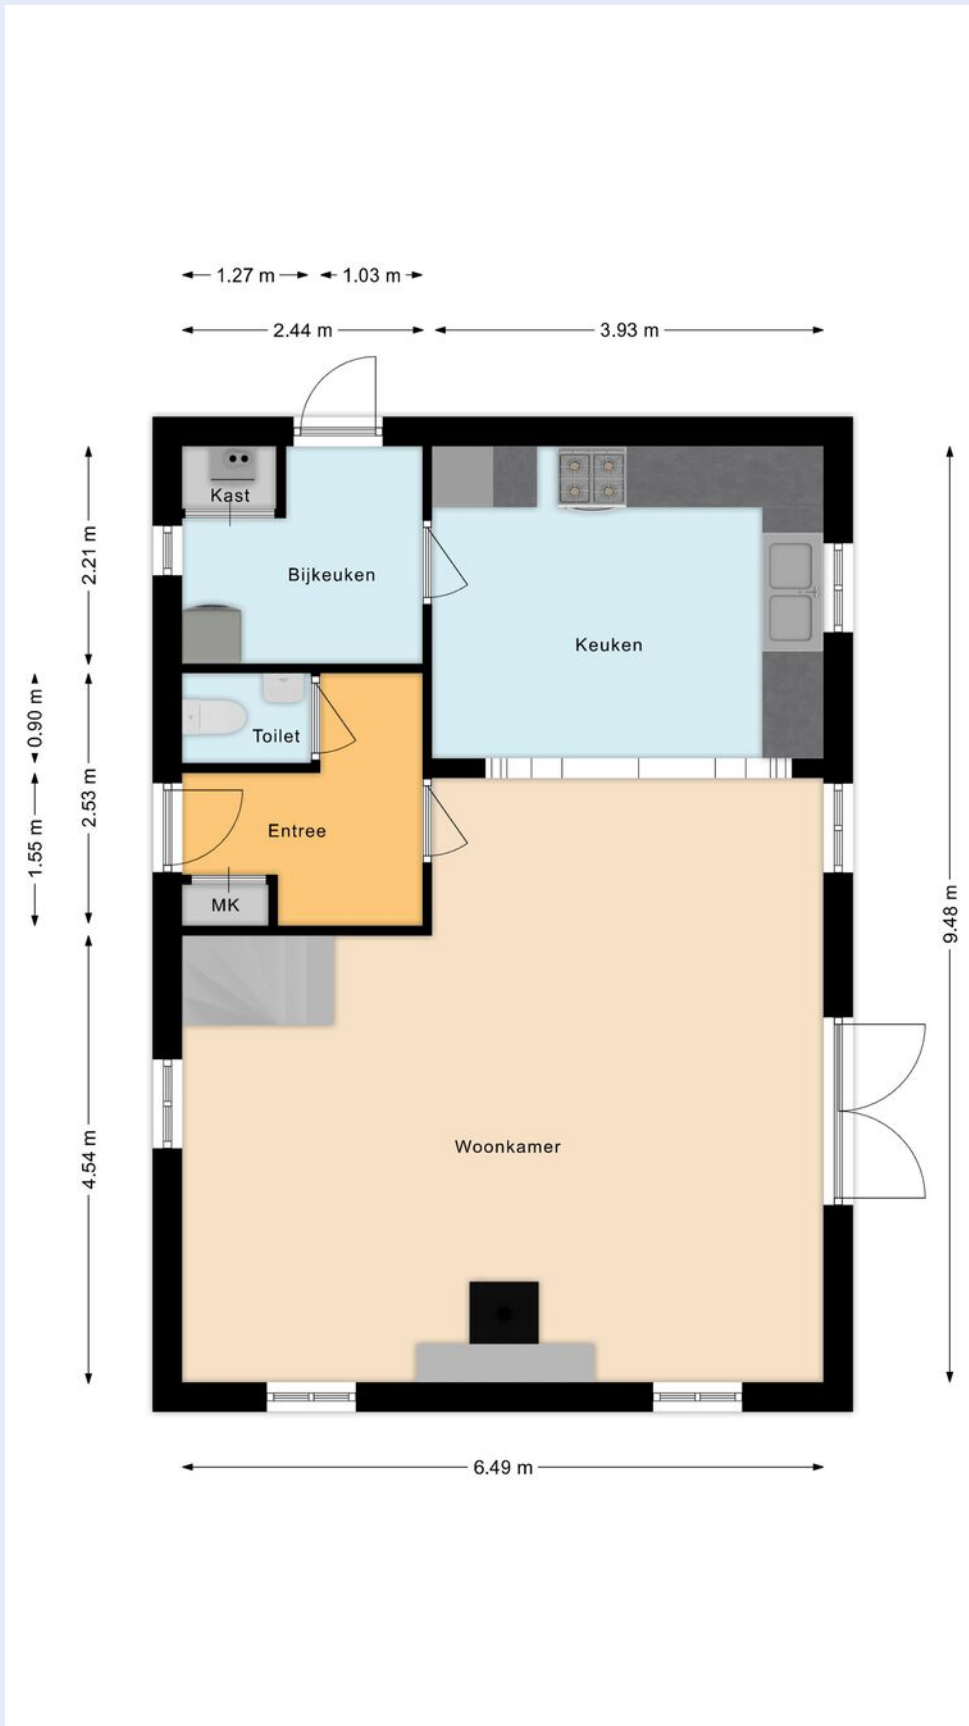 1.27 m
1.03 m
2.44 m
3.93 m
Kast
2.21 m
Bijkeuken
Keuken
0.90 m
Toilet
2.53 m
1.55 m
Entree
MK
9.48 m
4.54 m
Woonkamer
6.49 m